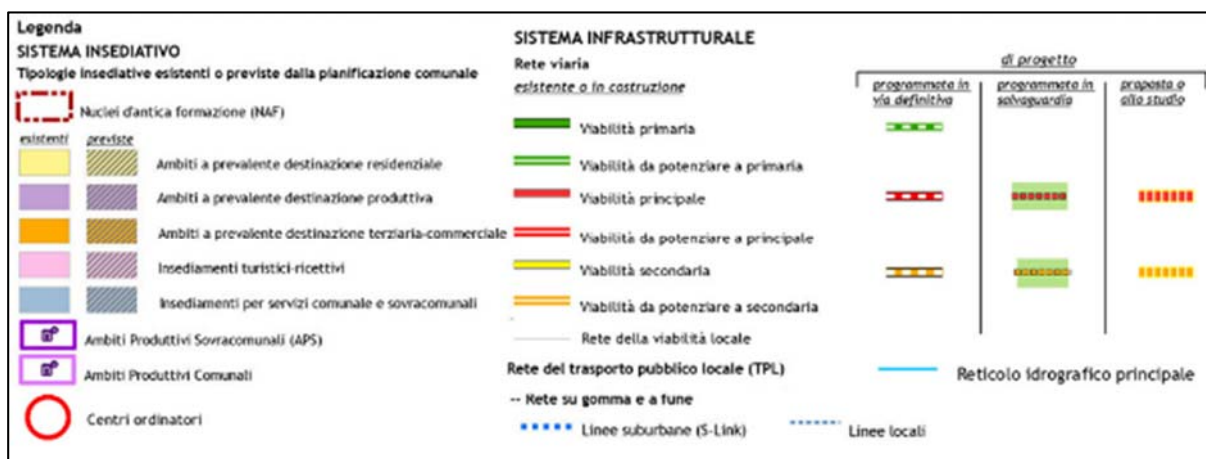 Legenda
SISTEMA INSEDIATIVO
Tipologie insediative esistenti o previste dalla planificazione comunale
Nuclei d'antica formazione (NAF)
esistenti previste
Ambiti a prevalente destinazione residenziale
Ambiti a prevalente destinazione produttiva
Ambiti a prevalente destinazione terziaria-commerciale
Insediamenti turistici-ricettivi
Insediamenti per servizi comunale e sovracomunali
Ambiti Produttivi Sovracomunali (APS)
Ambiti Produttivi Comunali
Centri ordinatori
SISTEMA INFRASTRUTTURALE
Rete viaria
esistente o in costruzione
Viabilità primaria
Viabilità da potenziare a primaria
Viabilità principale
Viabilità da potenziare a principale
Viabilità secondaria
Viabilità da potenziare a secondaria
Rete della viabilità locale
di progetto
programmata in via definitiva
programmata in salvaguardia
proposta o allo studio
Rete del trasporto pubblico locale (TPL)
-- Rete su gomma e a fune
Linee suburbane (S-Link)
Linee locali
Reticolo idrografico principale